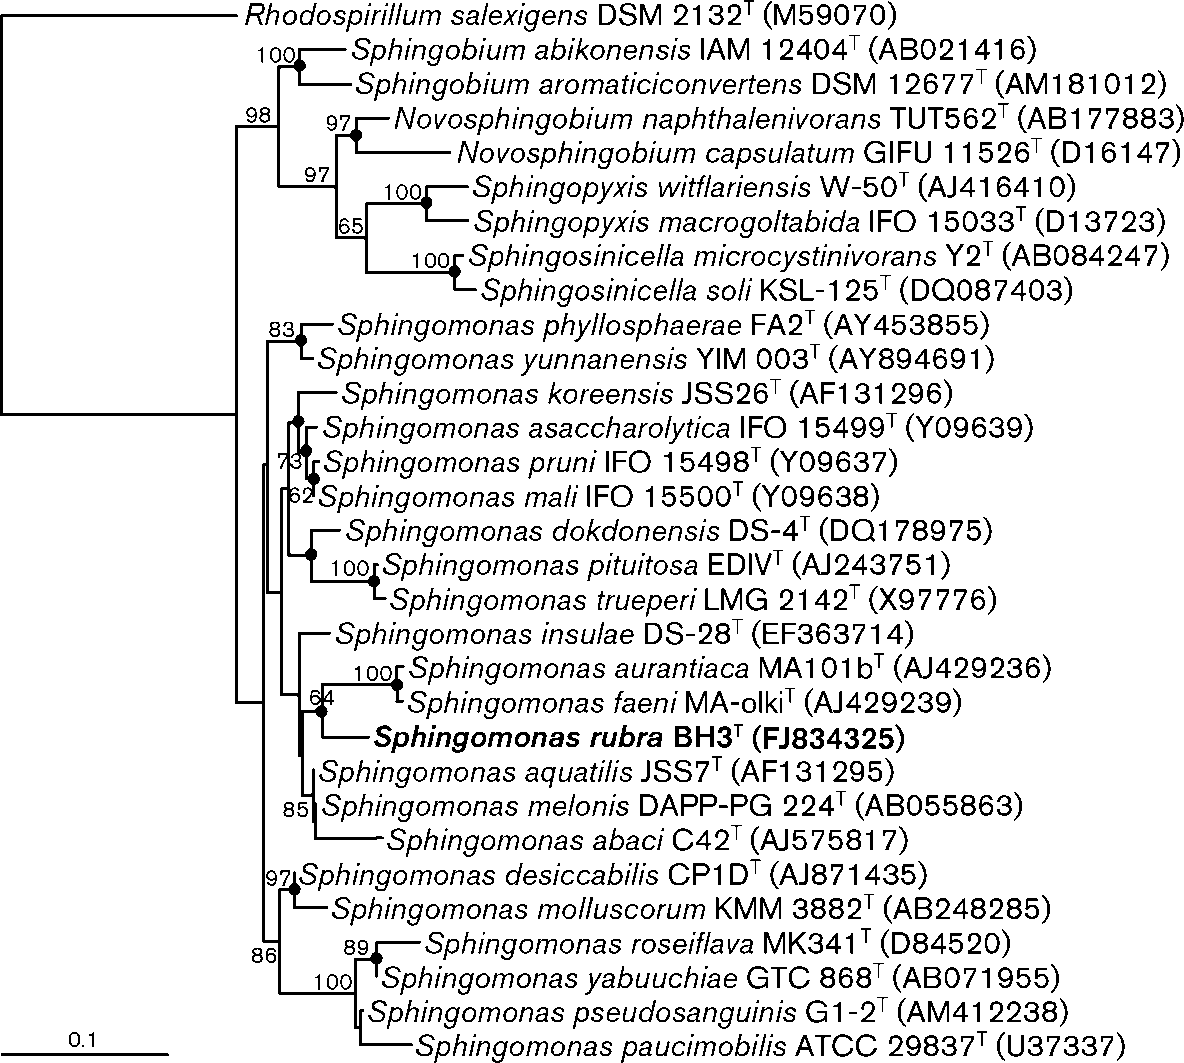 Rhodospirillum salexigens DSM 2132T (M59070)
100 Sphingobium abikonensis IAM 12404T (AB021416)
Sphingobium aromaticiconvertens DSM 12677T (AM181012)
98 97 Novosphingobium naphthalenivorans TUT562T (AB177883)
Novosphingobium capsulatum GIFU 11526T (D16147)
97 100 Sphingopyxis witflariensis W-50T (AJ416410)
65 Sphingopyxis macrogoltabida IFO 15033T (D13723)
100 Sphingosinicella microcystinivorans Y2T (AB084247)
Sphingosinicella soli KSL-125T (DQ087403)
83 Sphingomonas phyllosphaerae FA2T (AY453855)
Sphingomonas yunnanensis YIM 003T (AY894691)
Sphingomonas koreensis JSS26T (AF131296)
Sphingomonas asaccharolytica IFO 15499T (Y09639)
73 Sphingomonas pruni IFO 15498T (Y09637)
62 Sphingomonas mali IFO 15500T (Y09638)
Sphingomonas dokdonensis DS-4T (DQ178975)
100 Sphingomonas pituitosa EDIVT (AJ243751)
Sphingomonas trueperi LMG 2142T (X97776)
Sphingomonas insulae DS-28T (EF363714)
100 Sphingomonas aurantiaca MA101bT (AJ429236)
64 Sphingomonas faeni MA-olkiT (AJ429239)
Sphingomonas rubra BH3T (FJ834325)
Sphingomonas aquatilis JSS7T (AF131295)
85 Sphingomonas melonis DAPP-PG 224T (AB055863)
Sphingomonas abaci C42T (AJ575817)
97 Sphingomonas desiccabilis CP1DT (AJ871435)
Sphingomonas molluscorum KMM 3882T (AB248285)
86 89 Sphingomonas roseiflava MK341T (D84520)
100 Sphingomonas yabuuchiae GTC 868T (AB071955)
Sphingomonas pseudosanguinis G1-2T (AM412238)
0.1 Sphingomonas paucimobilis ATCC 29837T (U37337)